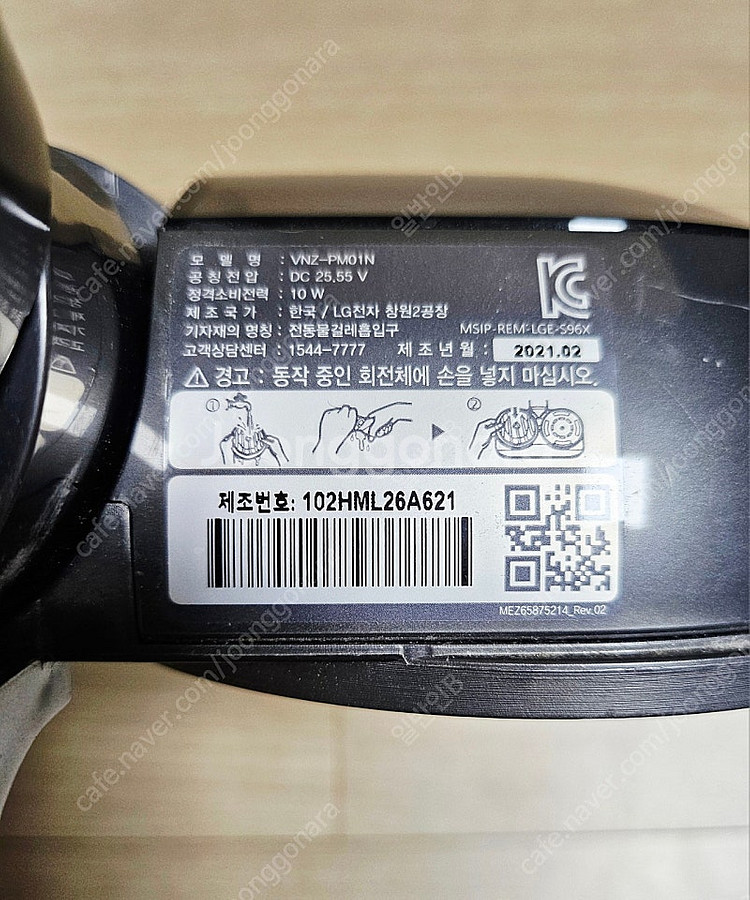 모 델 명 : VNZ-PM01N
공 칭 전 압 : DC 25.55 V
정격소비전력 : 10 W
제 조 국 가 : 한국 / LG전자 창원2공장
기자재의 명칭 : 전동물걸레흡입구
MSIP-REM-LGE-S96X
고객상담센터 : 1544-7777 제 조 년 월 : 2021.02
경고 : 동작 중인 회전체에 손을 넣지 마십시오.
① ②
제조번호: 102HML26A621
MEZ65875214_Rev.02
joonggonara
cafe.naver.com/joonggonara
일반인B